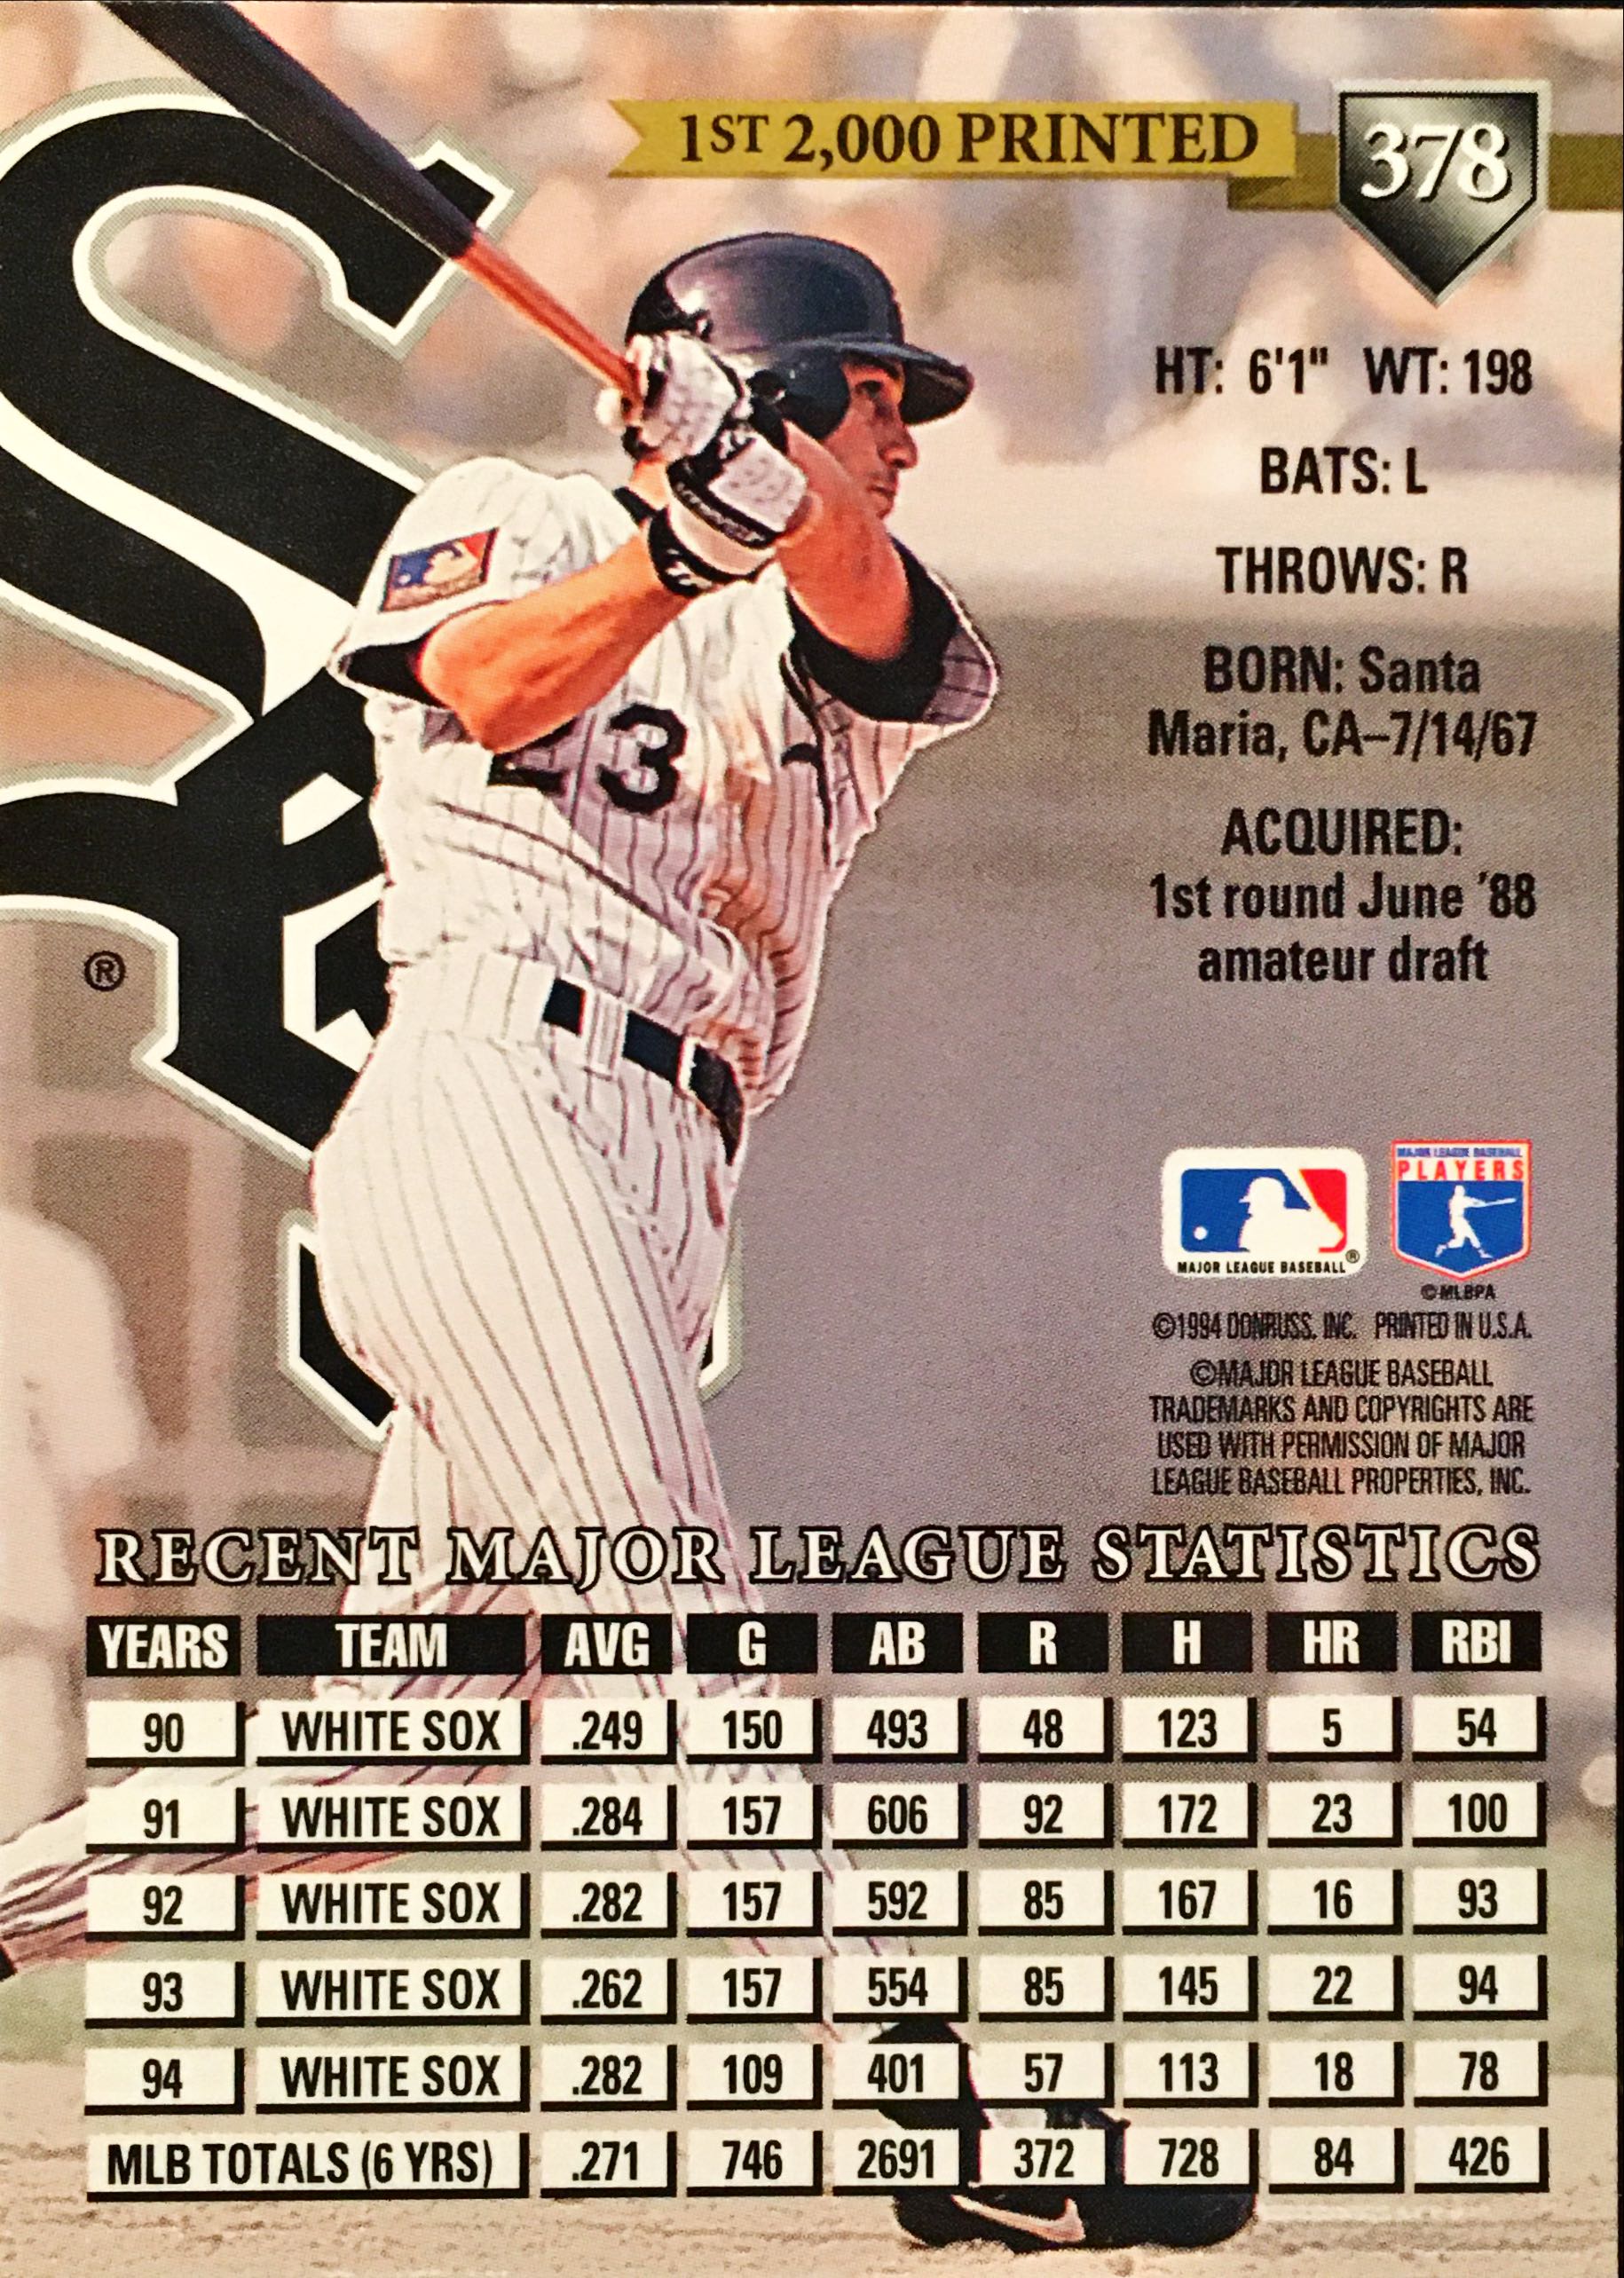 1ST 2,000 PRINTED
378
HT: 6'1" WT: 198
BATS: L
THROWS: R
BORN: Santa
Maria, CA–7/14/67
ACQUIRED:
1st round June '88
amateur draft
23
®
MAJOR LEAGUE BASEBALL®
MAJOR LEAGUE BASEBALL
PLAYERS
©MLBPA
©1994 DONRUSS, INC. PRINTED IN U.S.A.
©MAJOR LEAGUE BASEBALL
TRADEMARKS AND COPYRIGHTS ARE
USED WITH PERMISSION OF MAJOR
LEAGUE BASEBALL PROPERTIES, INC.
RECENT MAJOR LEAGUE STATISTICS
YEARS TEAM AVG G AB R H HR RBI
90 WHITE SOX .249 150 493 48 123 5 54
91 WHITE SOX .284 157 606 92 172 23 100
92 WHITE SOX .282 157 592 85 167 16 93
93 WHITE SOX .262 157 554 85 145 22 94
94 WHITE SOX .282 109 401 57 113 18 78
MLB TOTALS (6 YRS) .271 746 2691 372 728 84 426